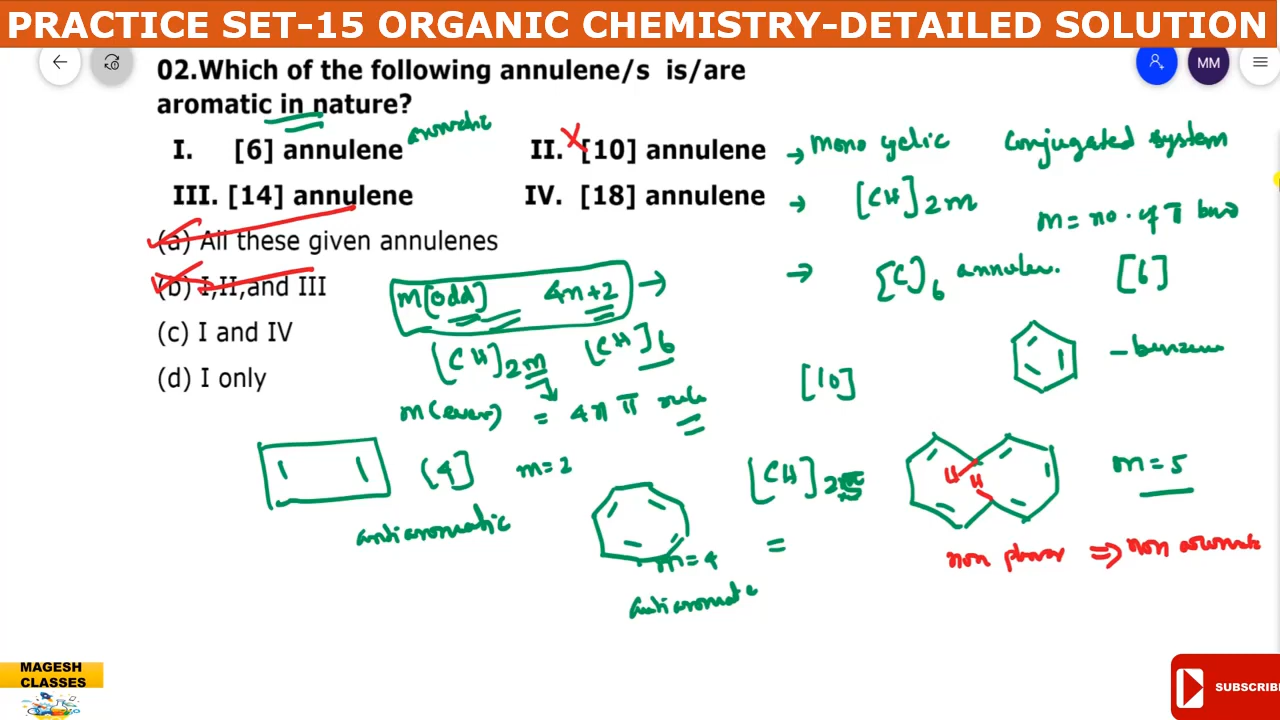 PRACTICE SET-15 ORGANIC CHEMISTRY-DETAILED SOLUTION
MM
02.Which of the following annulene/s is/are
aromatic in nature?
aromatic
I. [6] annulene
II. [10] annulene
III. [14] annulene
IV. [18] annulene
(a) All these given annulenes
(b) I,II,and III
(c) I and IV
(d) I only
→ mono cyclic conjugated system
→ [CH]2m
m = no. of π
→ [C]6 annulen. [6]
- benzene
m[odd] 4n+2 →
[CH]2m [CH]6
m(even) = 4n π rule
[10]
[4] m=2
antiaromatic
m=4
antiaromatic
[CH]2m
=
H H
m = 5
non planar ⇒ non aromatic
MAGESH
CLASSES
SUBSCRIBE